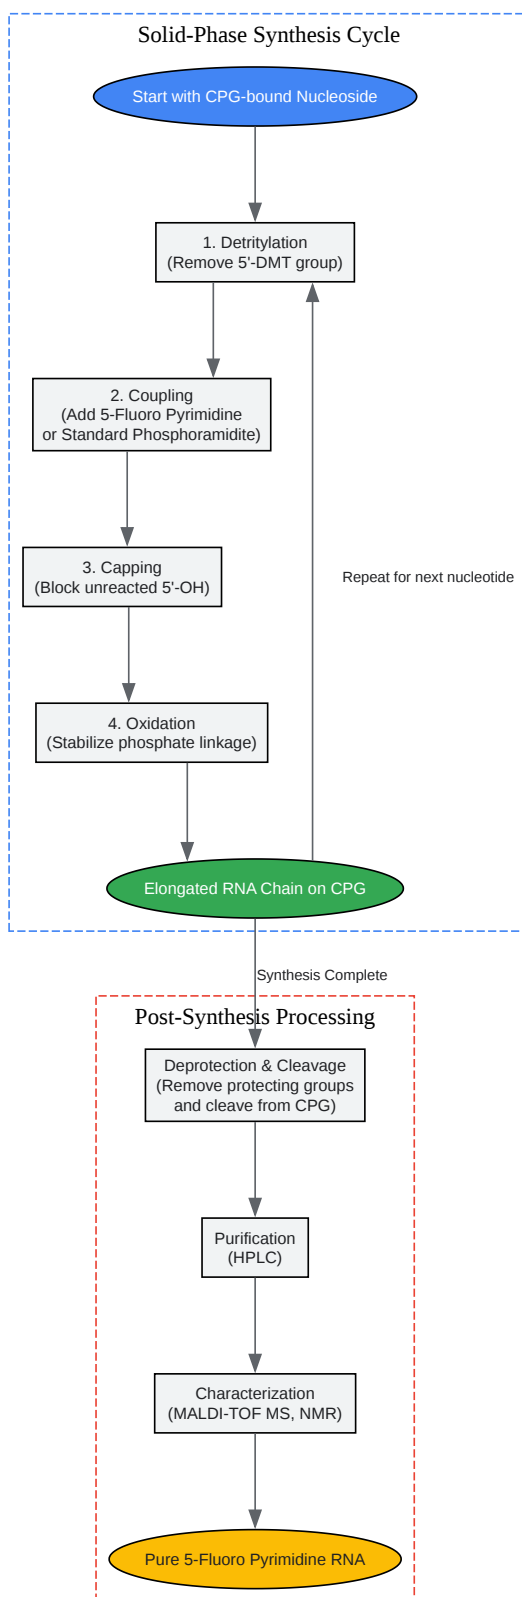 Solid-Phase Synthesis Cycle
Start with CPG-bound Nucleoside
1. Detritylation
(Remove 5'-DMT group)
2. Coupling
(Add 5-Fluoro Pyrimidine
or Standard Phosphoramidite)
3. Capping
(Block unreacted 5'-OH)
Repeat for next nucleotide
4. Oxidation
(Stabilize phosphate linkage)
Elongated RNA Chain on CPG
Synthesis Complete
Post-Synthesis Processing
Deprotection & Cleavage
(Remove protecting groups
and cleave from CPG)
Purification
(HPLC)
Characterization
(MALDI-TOF MS, NMR)
Pure 5-Fluoro Pyrimidine RNA